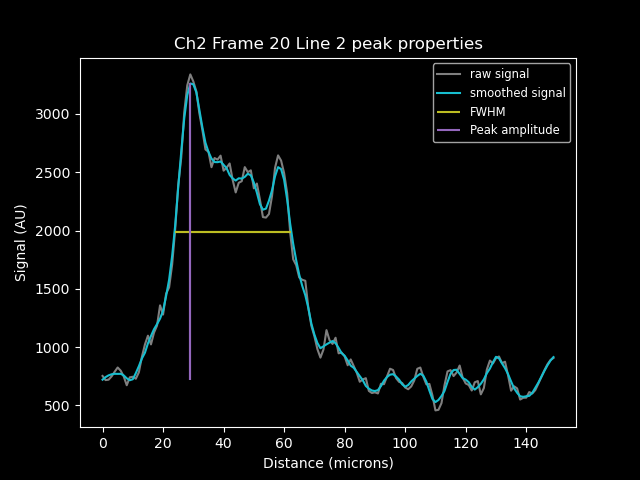 Ch2 Frame 20 Line 2 peak properties
raw signal
smoothed signal
FWHM
Peak amplitude
Signal (AU)
3000
2500
2000
1500
1000
500
0 20 40 60 80 100 120 140
Distance (microns)